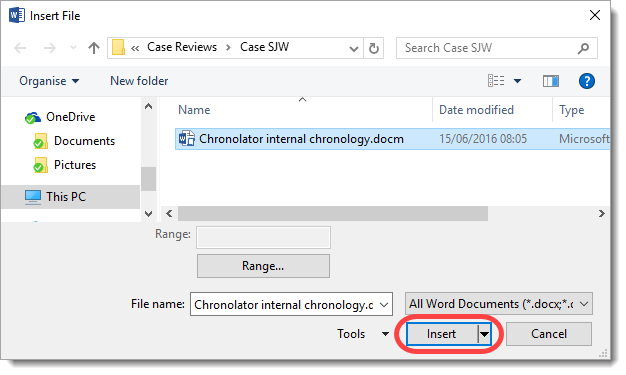 Insert File
« Case Reviews › Case SJW
Search Case SJW
Organise New folder
Name Date modified Type
OneDrive
Documents
Pictures
This PC
Chronolator internal chronology.docm 15/06/2016 08:05 Microsoft
Range:
Range...
File name: Chronolator internal chronology.d All Word Documents (*.docx;*.d
Tools Insert Cancel